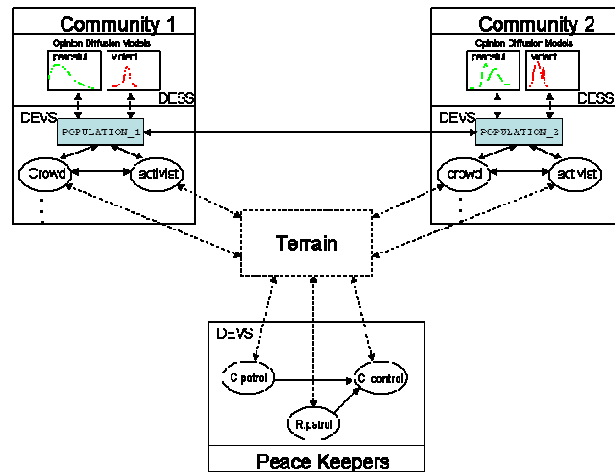 Community 1
Opinion Diffusion Models
peaceful violent
DESS
DEVS
POPULATION_1
Crowd activist
Community 2
Opinion Diffusion Models
peaceful violent
DESS
DEVS
POPULATION_2
crowd activist
Terrain
DEVS
C patrol C control
R.patrol
Peace Keepers